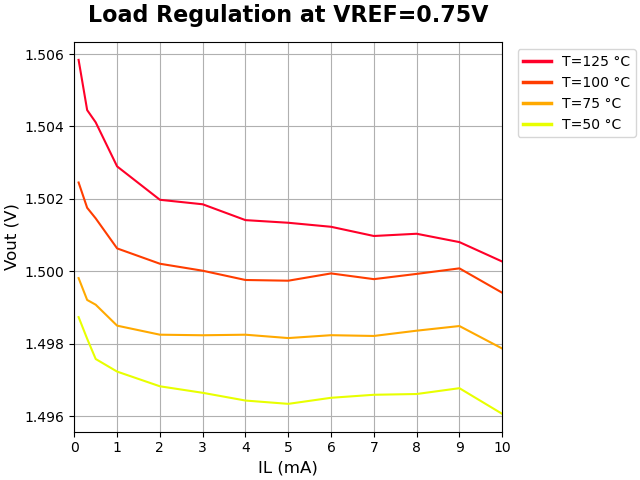 Load Regulation at VREF=0.75V
Vout (V)
1.506
1.504
1.502
1.500
1.498
1.496
0 1 2 3 4 5 6 7 8 9 10
IL (mA)
T=125 °C
T=100 °C
T=75 °C
T=50 °C